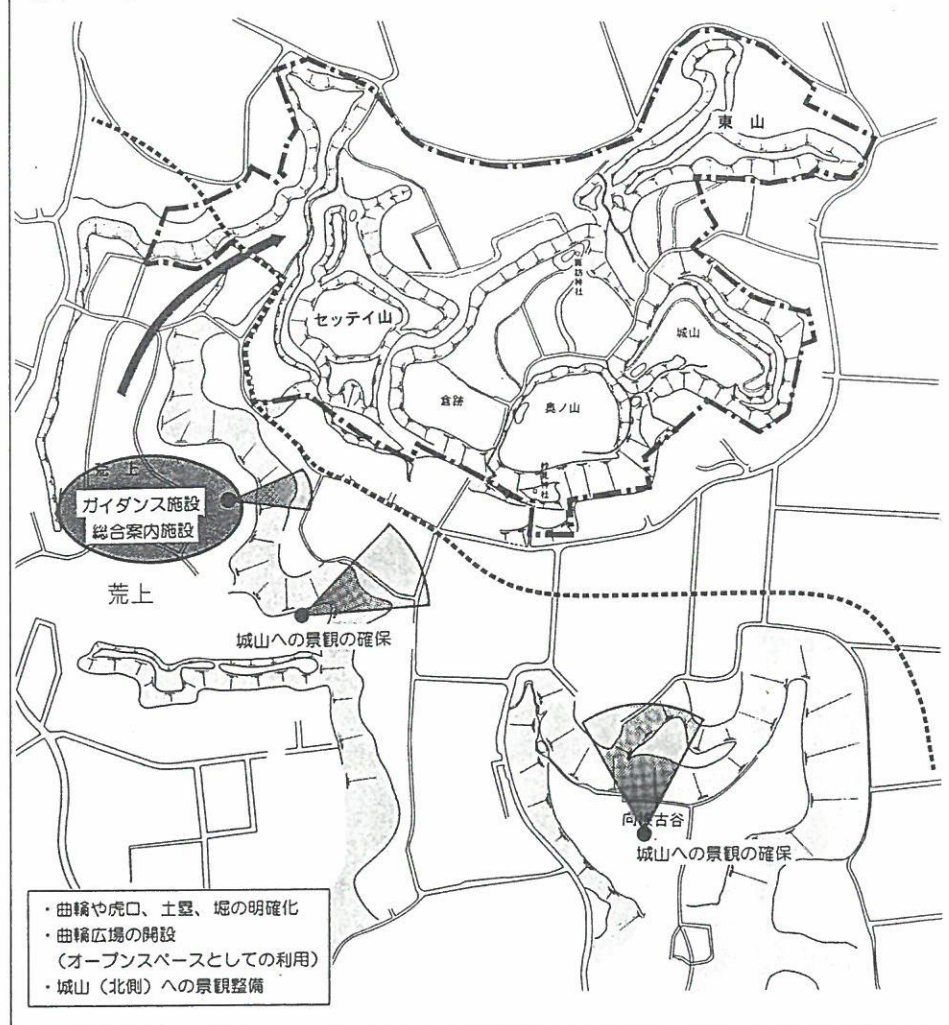 東山
諏訪神社
セッテイ山
城山
倉跡
奥ノ山
荒上
ガイダンス施設
総合案内施設
荒上
城山への景観の確保
城山への景観の確保
・曲輪や虎口、土塁、堀の明確化
・曲輪広場の開設
（オープンスペースとしての利用）
・城山（北側）への景観整備